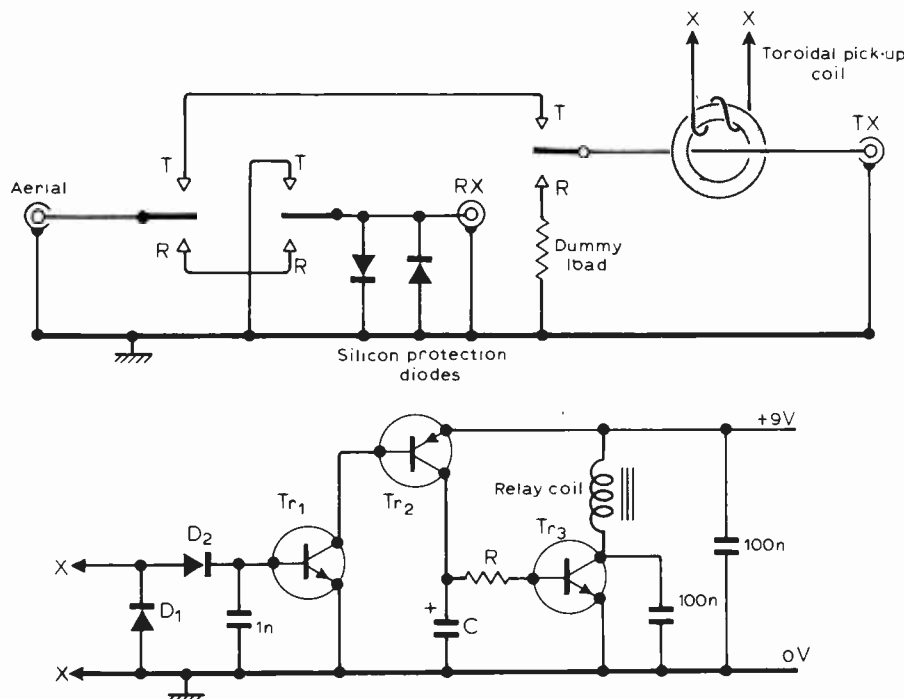 X X
Toroidal pick-up
coil
T
TX
T T
Aerial
RX
R
R R
Dummy
load
Silicon protection
diodes
+9V
Relay coil
Tr1 Tr2
Tr3
D2
R
100n
X
100n
D1
1n
+
C
X
0V